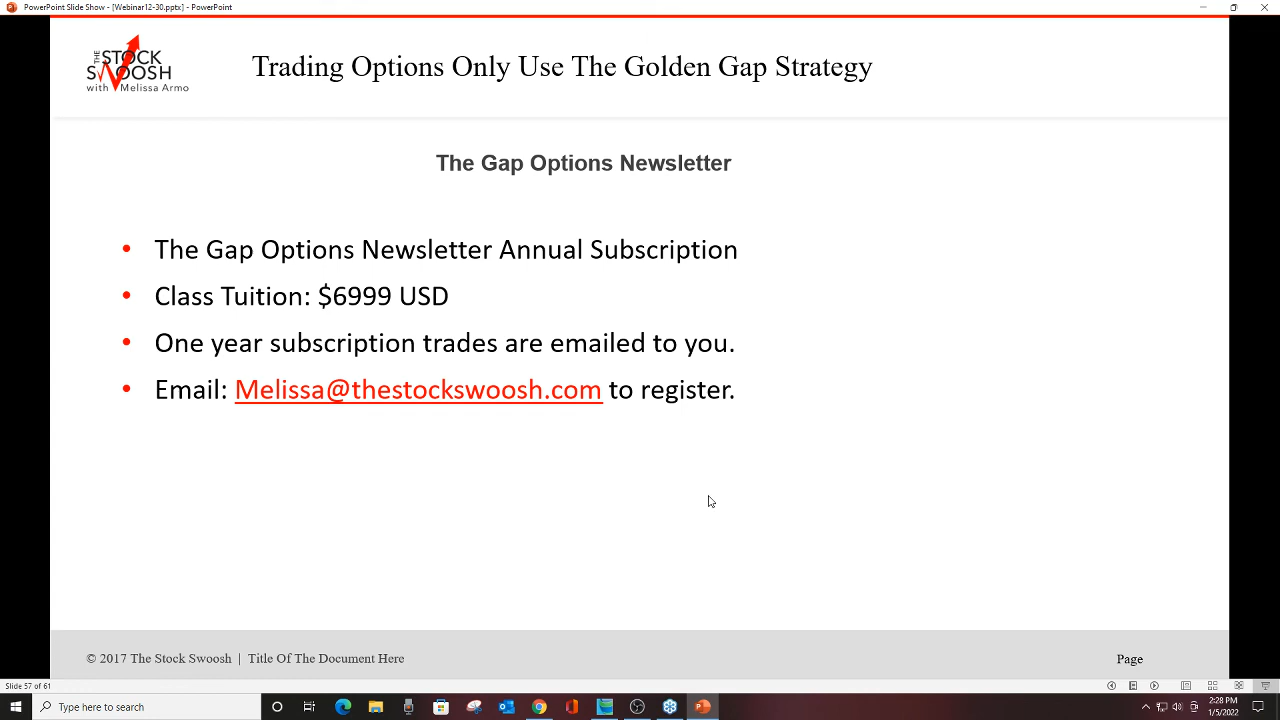 PowerPoint Slide Show - [Webinar12-30.pptx] - PowerPoint
THE STOCK
SWOOSH
with Melissa Armo
Trading Options Only Use The Golden Gap Strategy
The Gap Options Newsletter
• The Gap Options Newsletter Annual Subscription
• Class Tuition: $6999 USD
• One year subscription trades are emailed to you.
• Email: Melissa@thestockswoosh.com to register.
© 2017 The Stock Swoosh | Title Of The Document Here
Page
Slide 57 of 61
Type here to search
2:28 PM
1/5/2022